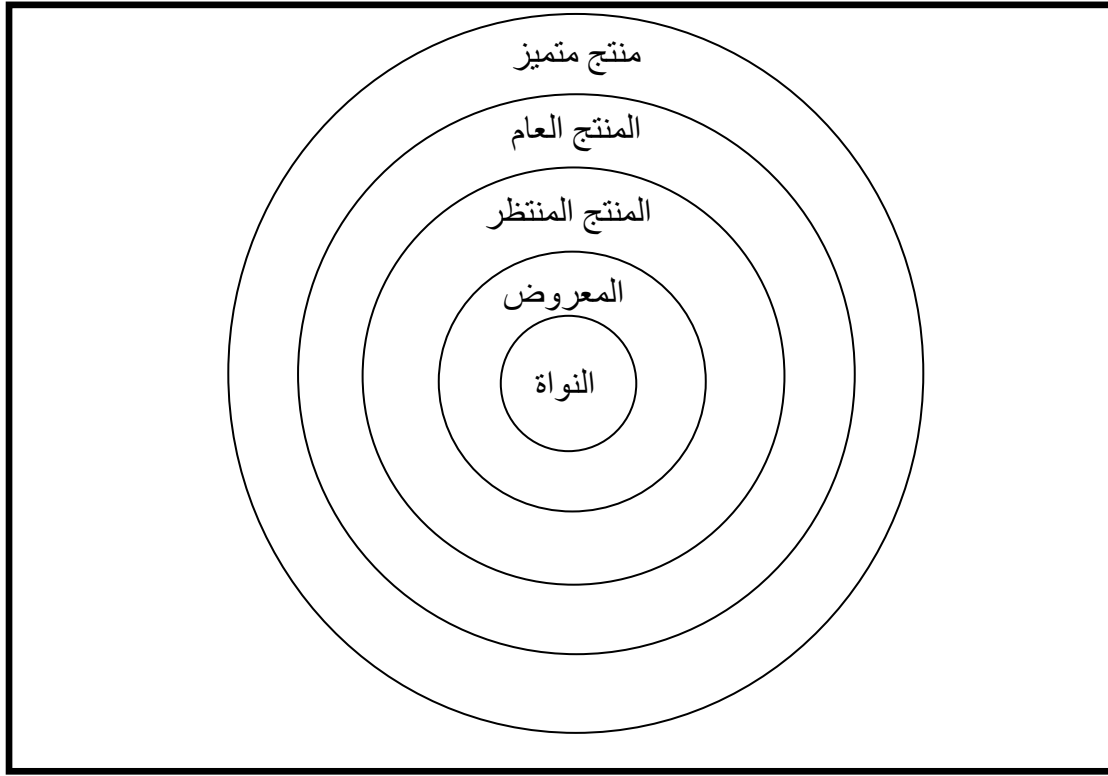 منتج متميز
المنتج العام
المنتج المنتظر
المعروض
النواة